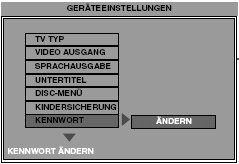 GERÄTEEINSTELLUNGEN
TV TYP
VIDEO AUSGANG
SPRACHAUSGABE
UNTERTITEL
DISC-MENÜ
KINDERSICHERUNG
KENNWORT
ÄNDERN
KENNWORT ÄNDERN